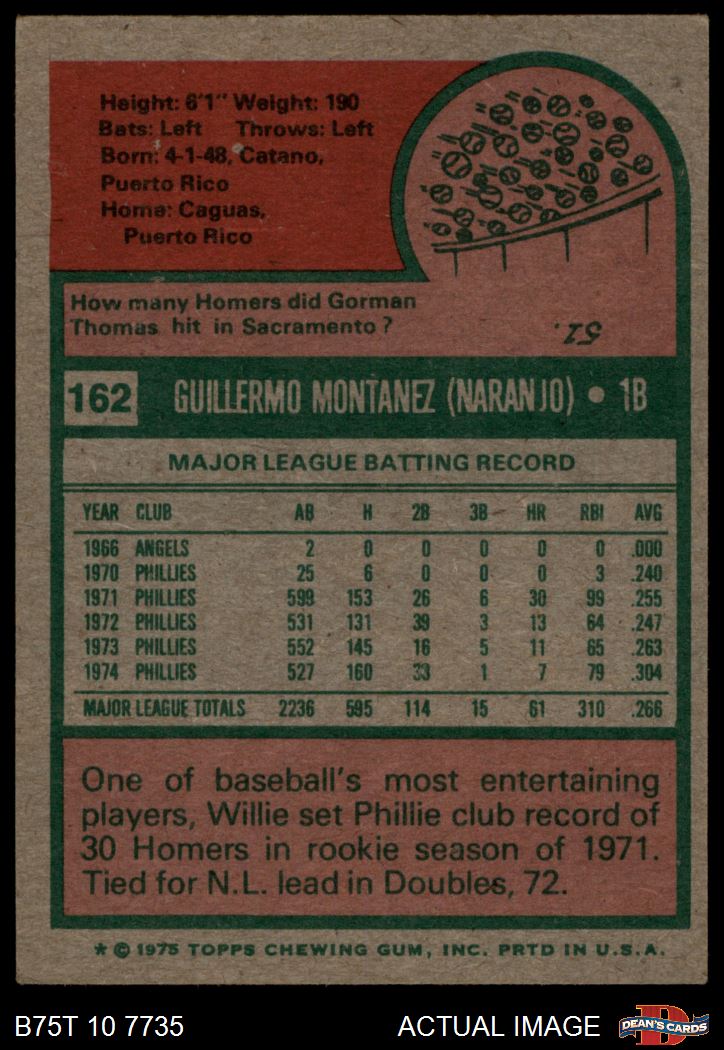 Height: 6'1" Weight: 190
Bats: Left Throws: Left
Born: 4-1-48, Catano,
Puerto Rico
Home: Caguas,
Puerto Rico
How many Homers did Gorman
Thomas hit in Sacramento?
51.
162 GUILLERMO MONTANEZ (NARANJO) • 1B
MAJOR LEAGUE BATTING RECORD
YEAR CLUB AB H 2B 3B HR RBI AVG
1966 ANGELS 2 0 0 0 0 0 .000
1970 PHILLIES 25 6 0 0 0 3 .240
1971 PHILLIES 599 153 26 6 30 99 .255
1972 PHILLIES 531 131 39 3 13 64 .247
1973 PHILLIES 552 145 16 5 11 65 .263
1974 PHILLIES 527 160 33 1 7 79 .304
MAJOR LEAGUE TOTALS 2236 595 114 15 61 310 .266
One of baseball's most entertaining
players, Willie set Phillie club record of
30 Homers in rookie season of 1971.
Tied for N.L. lead in Doubles, 72.
* © 1975 TOPPS CHEWING GUM, INC. PRTD IN U.S.A.
B75T 10 7735 ACTUAL IMAGE DEAN'S CARDS